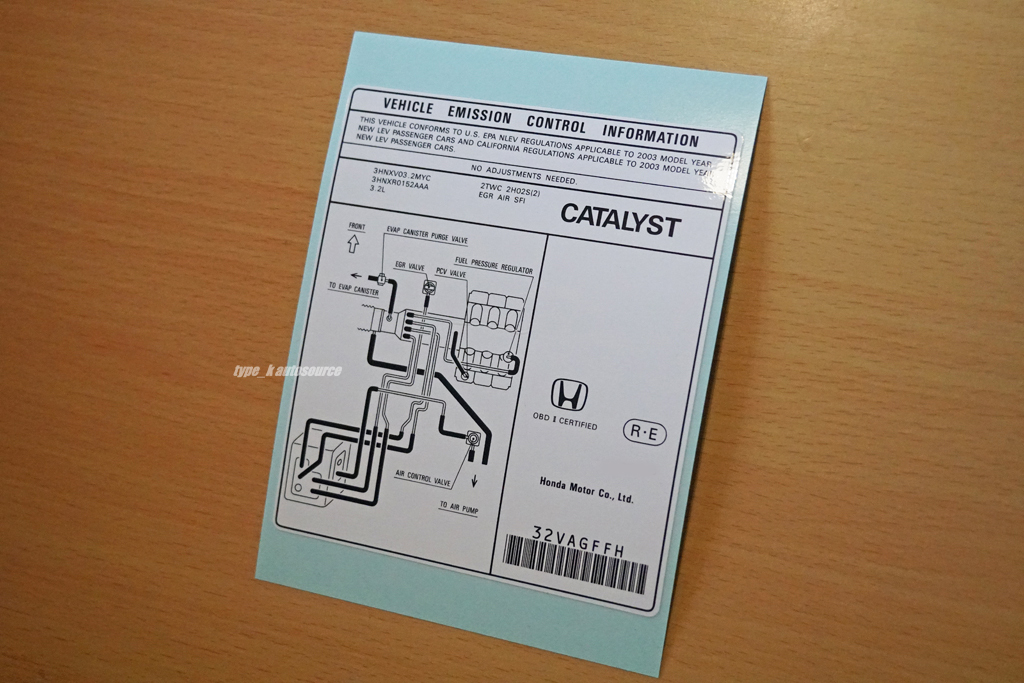 VEHICLE EMISSION CONTROL INFORMATION
THIS VEHICLE CONFORMS TO U.S. EPA NLEV REGULATIONS APPLICABLE TO 2003 MODEL YEAR
NEW LEV PASSENGER CARS AND CALIFORNIA REGULATIONS APPLICABLE TO 2003 MODEL YEAR
NEW LEV PASSENGER CARS.
NO ADJUSTMENTS NEEDED.
3HNXV03.2MYC
3HNXR0152AAA
3.2L
2TWC 2HO2S(2)
EGR AIR SFI
CATALYST
FRONT
EVAP CANISTER PURGE VALVE
FUEL PRESSURE REGULATOR
EGR VALVE
PCV VALVE
TO EVAP CANISTER
type_k autosource
OBD II CERTIFIED
R·E
AIR CONTROL VALVE
TO AIR PUMP
Honda Motor Co., Ltd.
32VAGFFH